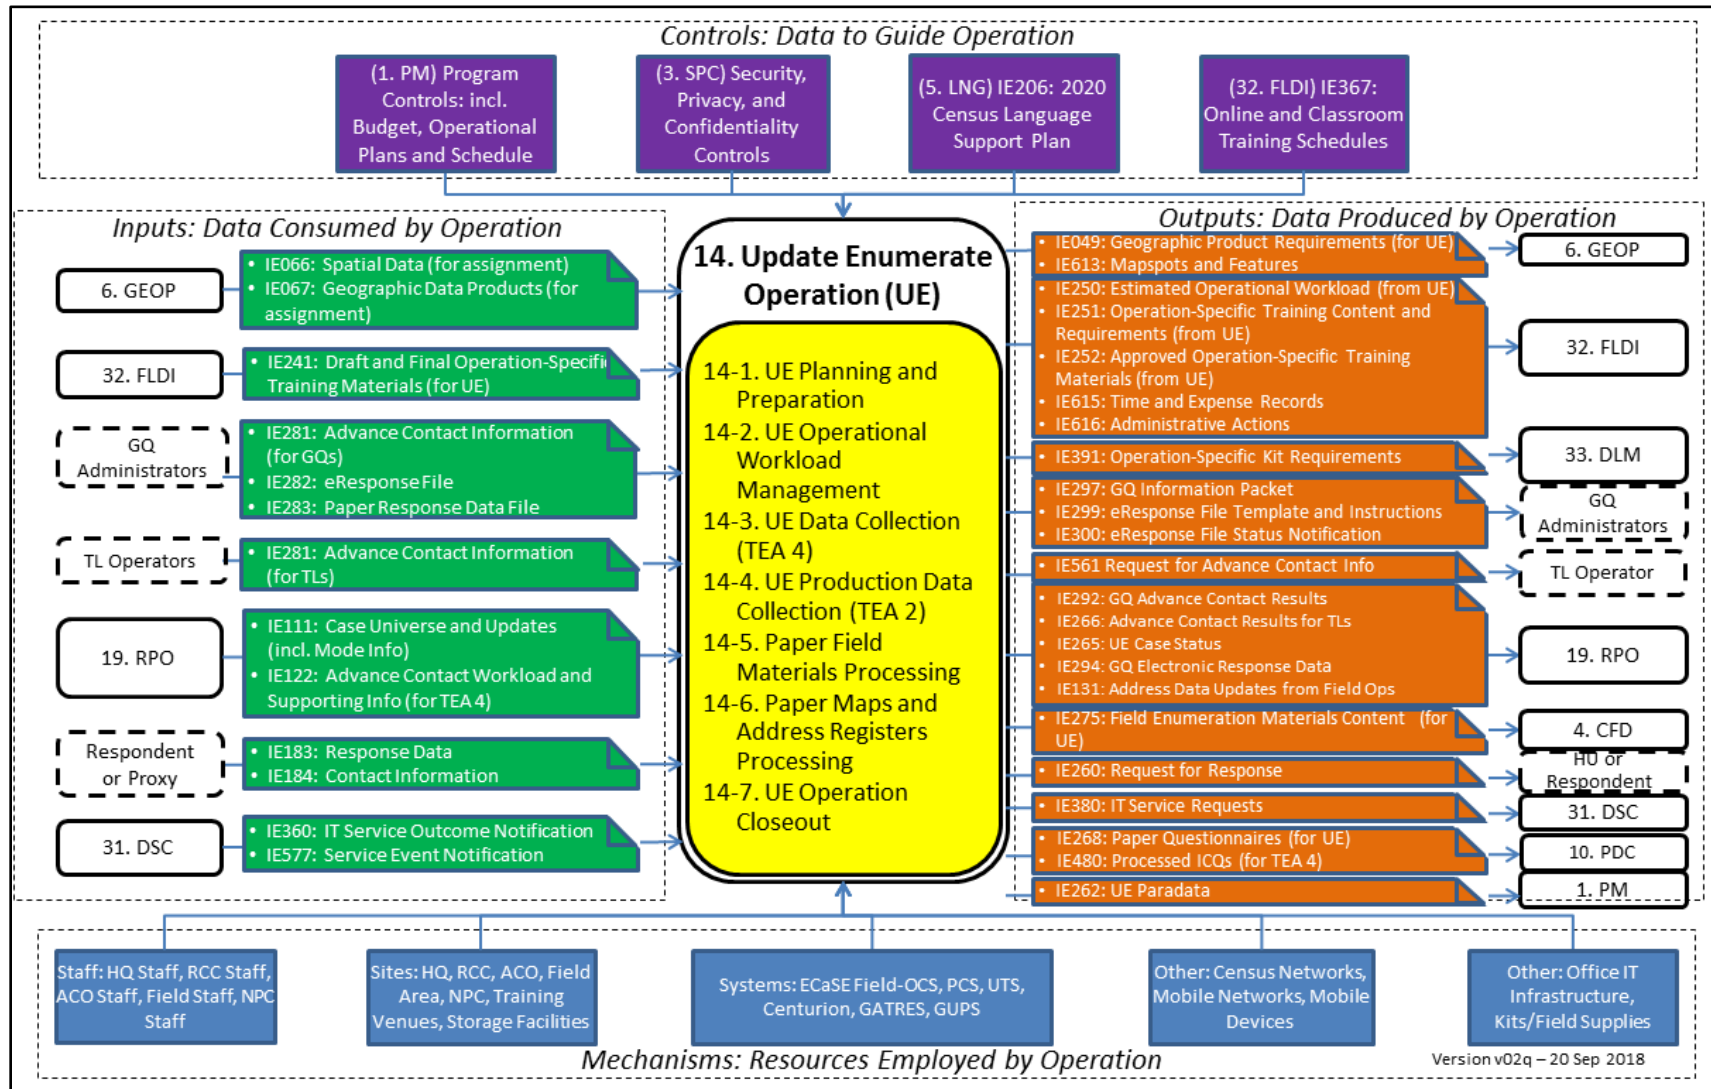 Controls: Data to Guide Operation
(1. PM) Program
Controls: incl.
Budget, Operational
Plans and Schedule
(3. SPC) Security,
Privacy, and
Confidentiality
Controls
(5. LNG) IE206: 2020
Census Language
Support Plan
(32. FLDI) IE367:
Online and Classroom
Training Schedules
Inputs: Data Consumed by Operation
6. GEOP
• IE066: Spatial Data (for assignment)
• IE067: Geographic Data Products (for
assignment)
32. FLDI
• IE241: Draft and Final Operation-Specific
Training Materials (for UE)
GQ
Administrators
• IE281: Advance Contact Information
(for GQs)
• IE282: eResponse File
• IE283: Paper Response Data File
TL Operators
• IE281: Advance Contact Information
(for TLs)
19. RPO
• IE111: Case Universe and Updates
(incl. Mode Info)
• IE122: Advance Contact Workload and
Supporting Info (for TEA 4)
Respondent
or Proxy
• IE183: Response Data
• IE184: Contact Information
31. DSC
• IE360: IT Service Outcome Notification
• IE577: Service Event Notification
14. Update Enumerate
Operation (UE)
14-1. UE Planning and
Preparation
14-2. UE Operational
Workload
Management
14-3. UE Data Collection
(TEA 4)
14-4. UE Production Data
Collection (TEA 2)
14-5. Paper Field
Materials Processing
14-6. Paper Maps and
Address Registers
Processing
14-7. UE Operation
Closeout
Outputs: Data Produced by Operation
• IE049: Geographic Product Requirements (for UE)
• IE613: Mapspots and Features
6. GEOP
• IE250: Estimated Operational Workload (from UE)
• IE251: Operation-Specific Training Content and
Requirements (from UE)
• IE252: Approved Operation-Specific Training
Materials (from UE)
• IE615: Time and Expense Records
• IE616: Administrative Actions
32. FLDI
• IE391: Operation-Specific Kit Requirements
33. DLM
• IE297: GQ Information Packet
• IE299: eResponse File Template and Instructions
• IE300: eResponse File Status Notification
GQ
Administrators
• IE561 Request for Advance Contact Info
TL Operator
• IE292: GQ Advance Contact Results
• IE266: Advance Contact Results for TLs
• IE265: UE Case Status
• IE294: GQ Electronic Response Data
• IE131: Address Data Updates from Field Ops
19. RPO
• IE275: Field Enumeration Materials Content (for
UE)
4. CFD
• IE260: Request for Response
HU or
Respondent
• IE380: IT Service Requests
31. DSC
• IE268: Paper Questionnaires (for UE)
• IE480: Processed ICQs (for TEA 4)
10. PDC
• IE262: UE Paradata
1. PM
Staff: HQ Staff, RCC Staff,
ACO Staff, Field Staff, NPC
Staff
Sites: HQ, RCC, ACO, Field
Area, NPC, Training
Venues, Storage Facilities
Systems: ECaSE Field-OCS, PCS, UTS,
Centurion, GATRES, GUPS
Other: Census Networks,
Mobile Networks, Mobile
Devices
Other: Office IT
Infrastructure,
Kits/Field Supplies
Mechanisms: Resources Employed by Operation
Version v02q – 20 Sep 2018